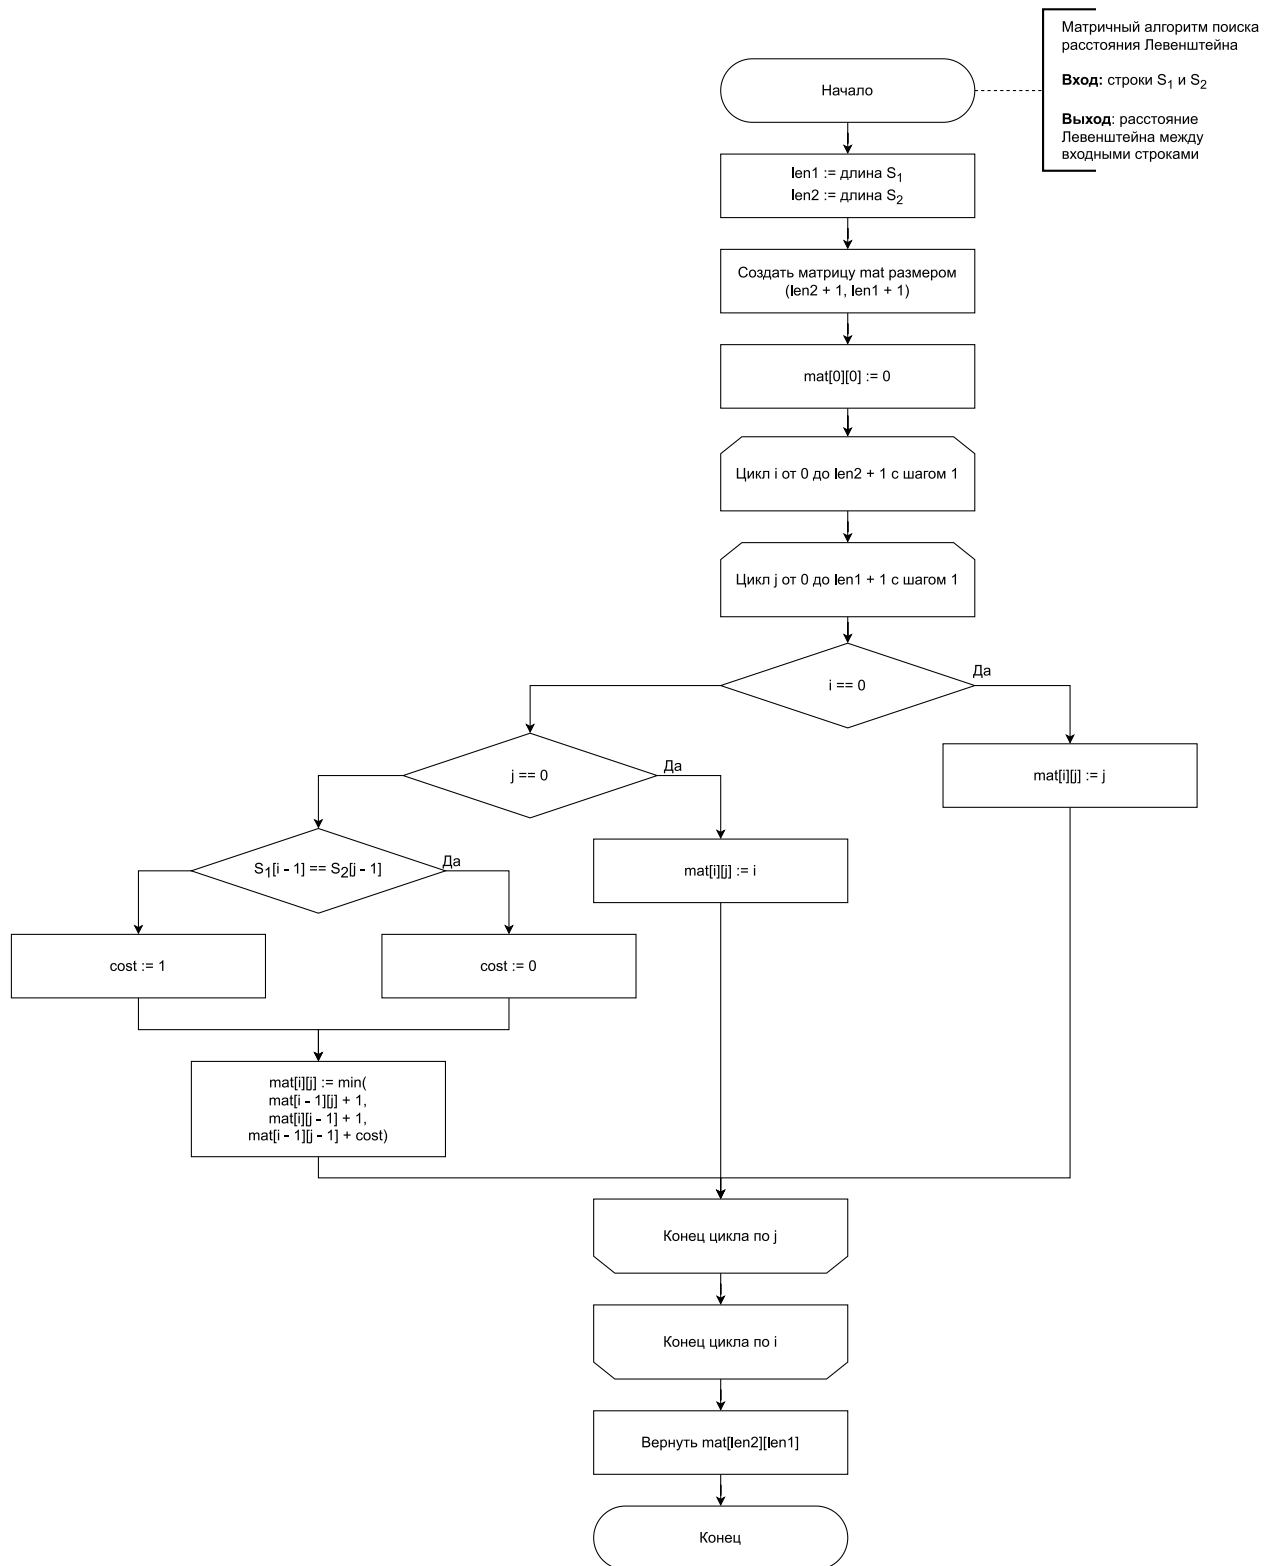 Матричный алгоритм поиска
расстояния Левенштейна
Вход: строки S₁ и S₂
Выход: расстояние
Левенштейна между
входными строками
Начало
len1 := длина S₁
len2 := длина S₂
Создать матрицу mat размером
(len2 + 1, len1 + 1)
mat[0][0] := 0
Цикл i от 0 до len2 + 1 с шагом 1
Цикл j от 0 до len1 + 1 с шагом 1
i == 0
Да
j == 0
Да
mat[i][j] := j
S₁[i - 1] == S₂[j - 1]
Да
mat[i][j] := i
cost := 1
cost := 0
mat[i][j] := min(
mat[i - 1][j] + 1,
mat[i][j - 1] + 1,
mat[i - 1][j - 1] + cost)
Конец цикла по j
Конец цикла по i
Вернуть mat[len2][len1]
Конец